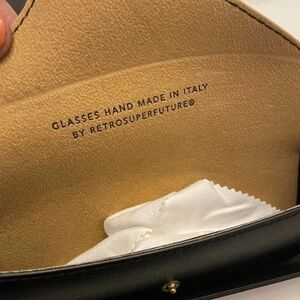 GLASSES HAND MADE IN ITALY
BY RETROSUPERFUTURE®